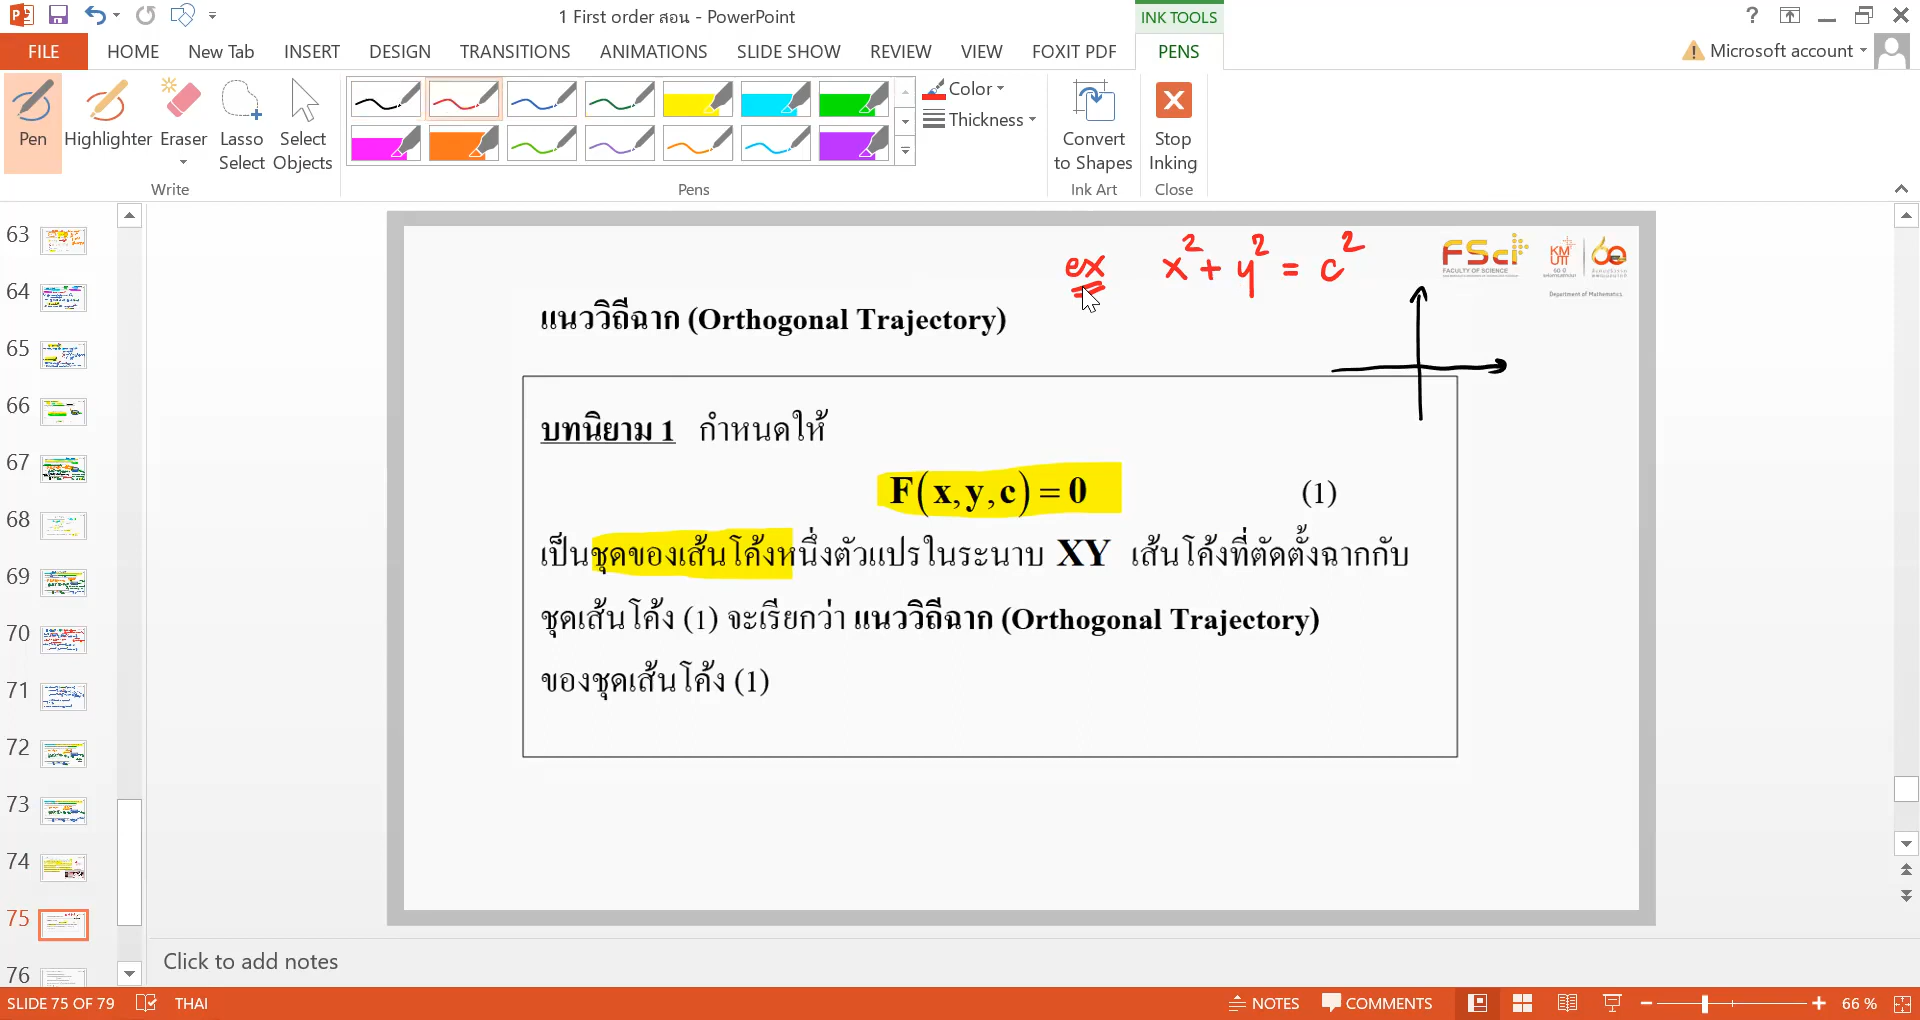 1 First order สอน - PowerPoint
INK TOOLS
FILE HOME New Tab INSERT DESIGN TRANSITIONS ANIMATIONS SLIDE SHOW REVIEW VIEW FOXIT PDF PENS Microsoft account
Pen Highlighter Eraser Lasso Select Select Objects
Color
Thickness
Convert to Shapes
Stop Inking
Write Pens Ink Art Close
63
64
65
66
67
68
69
70
71
72
73
74
75
76
ex x² + y² = c²
FSci
FACULTY OF SCIENCE
KMUTT
Department of Mathematics
แนววิถีฉาก (Orthogonal Trajectory)
บทนิยาม 1 กำหนดให้
F(x,y,c) = 0 (1)
เป็นชุดของเส้นโค้งหนึ่งตัวแปรในระนาบ XY เส้นโค้งที่ตัดตั้งฉากกับ
ชุดเส้นโค้ง (1) จะเรียกว่า แนววิถีฉาก (Orthogonal Trajectory)
ของชุดเส้นโค้ง (1)
Click to add notes
SLIDE 75 OF 79 THAI NOTES COMMENTS 66 %